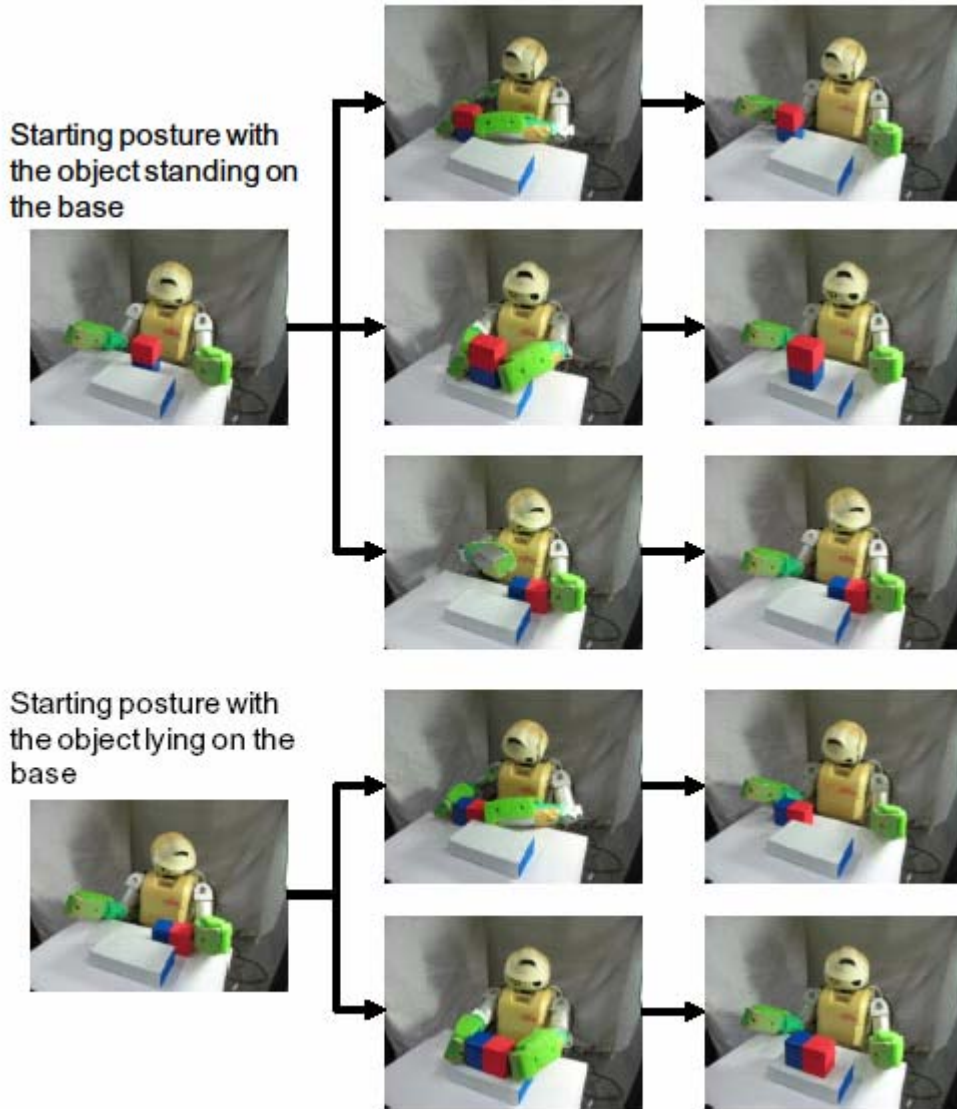 Starting posture with
the object standing on
the base
Starting posture with
the object lying on the
base